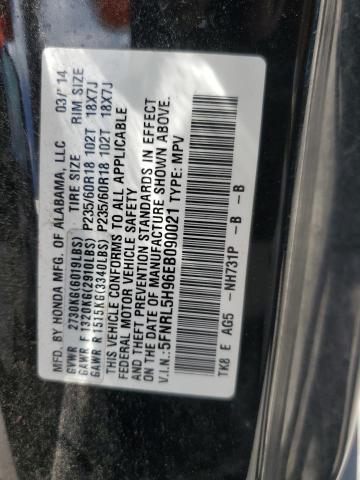 MFD. BY HONDA MFG. OF ALABAMA, LLC 03/14
GVWR 2730KG(6019LBS) TIRE SIZE RIM SIZE
GAWR F 1320KG(2910LBS) P235/60R18 102T 18X7J
GAWR R 1515KG(3340LBS) P235/60R18 102T 18X7J
THIS VEHICLE CONFORMS TO ALL APPLICABLE
FEDERAL MOTOR VEHICLE SAFETY
AND THEFT PREVENTION STANDARDS IN EFFECT
ON THE DATE OF MANUFACTURE SHOWN ABOVE.
V.I.N.: 5FNRL5H96EB090021 TYPE: MPV
TK8 E AG5 -NH731P -B -B